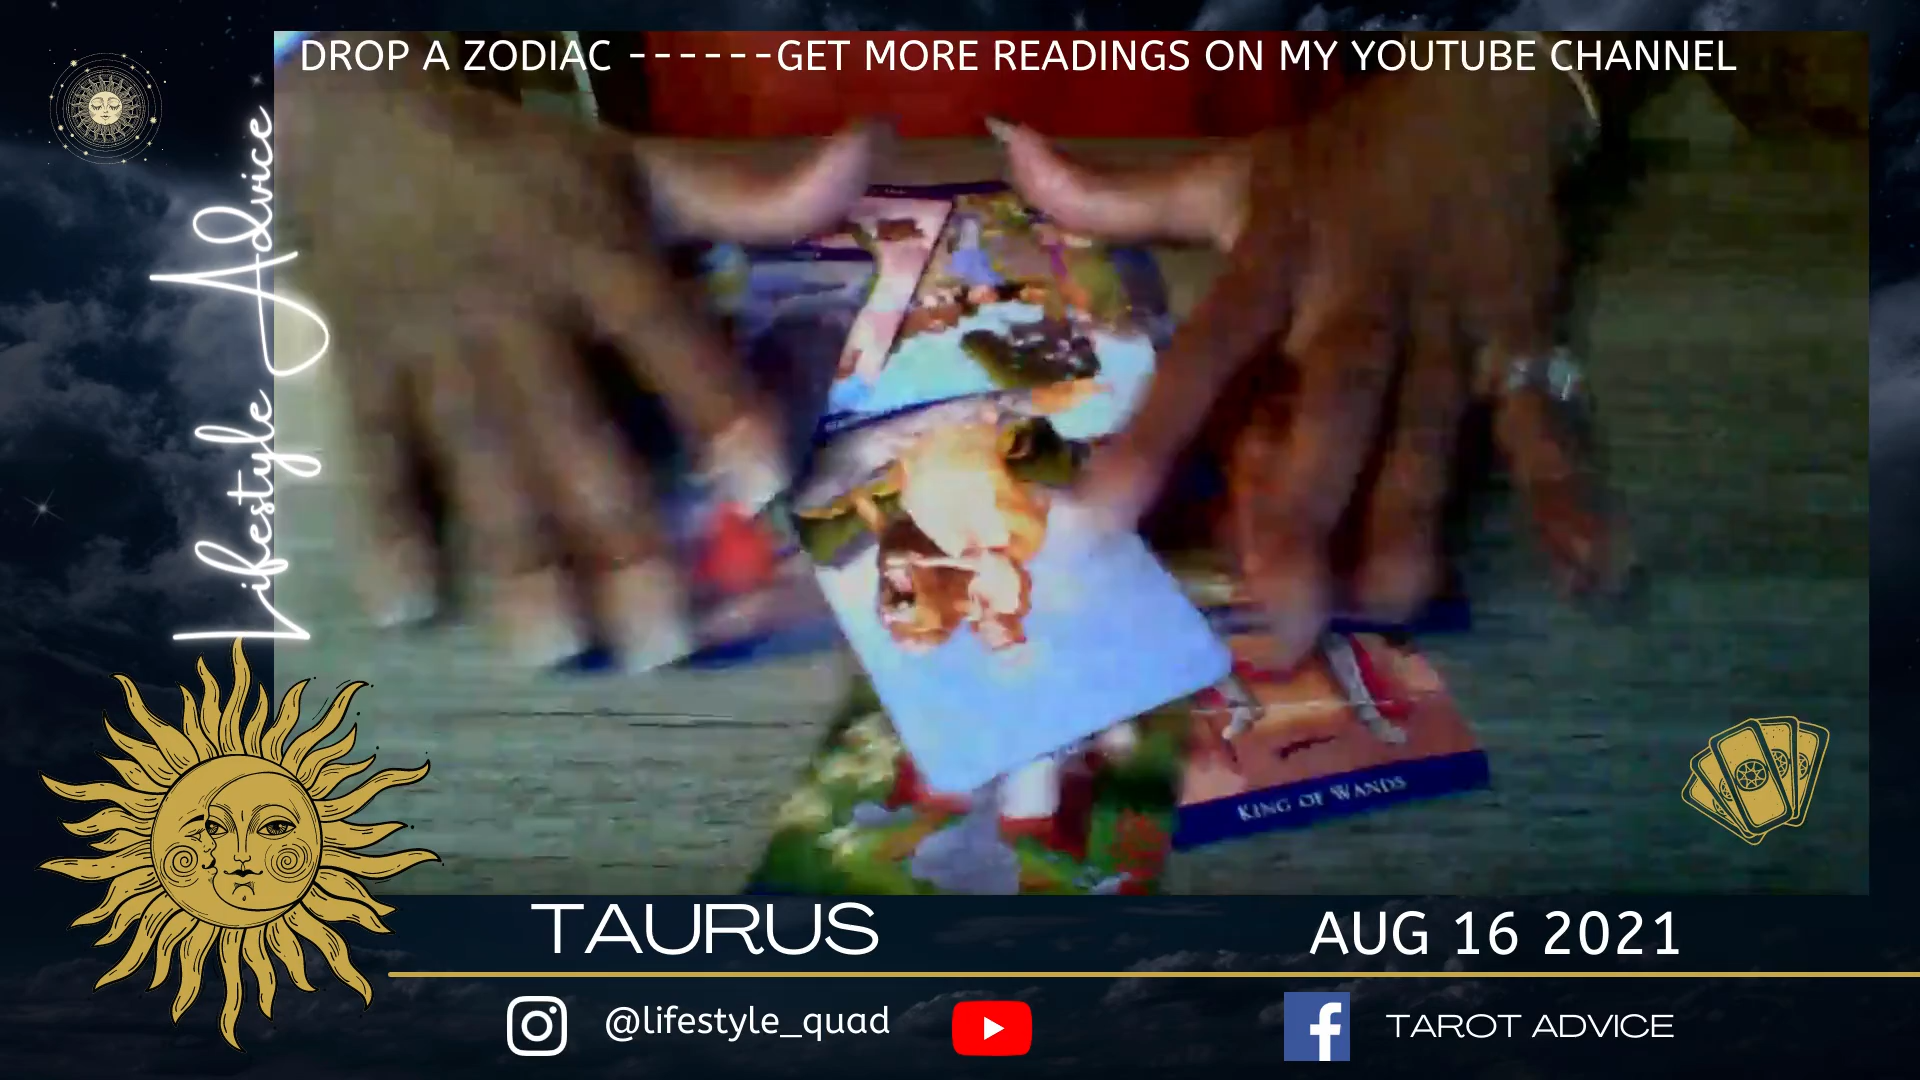 DROP A ZODIAC ------GET MORE READINGS ON MY YOUTUBE CHANNEL
Lifestyle Advice
KING OF WANDS
TAURUS
AUG 16 2021
@lifestyle_quad
TAROT ADVICE